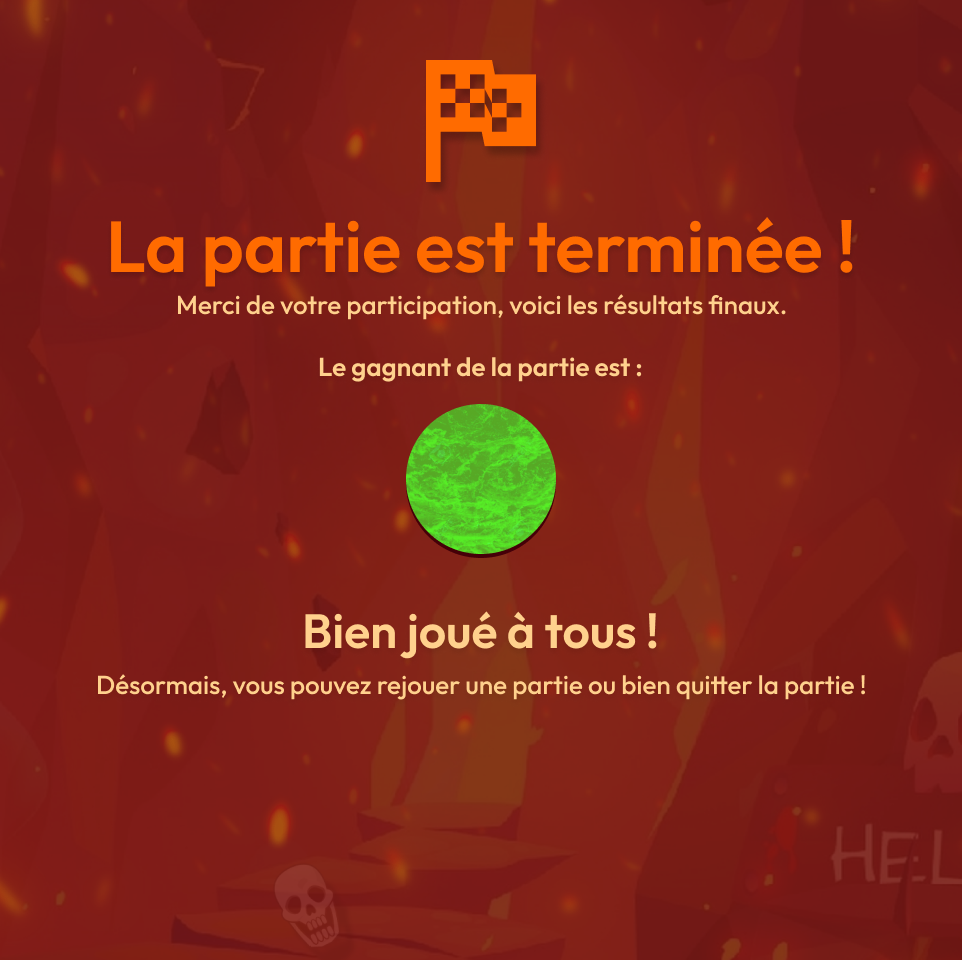 La partie est terminée !
Merci de votre participation, voici les résultats finaux.
Le gagnant de la partie est :
Bien joué à tous !
Désormais, vous pouvez rejouer une partie ou bien quitter la partie !
HEL